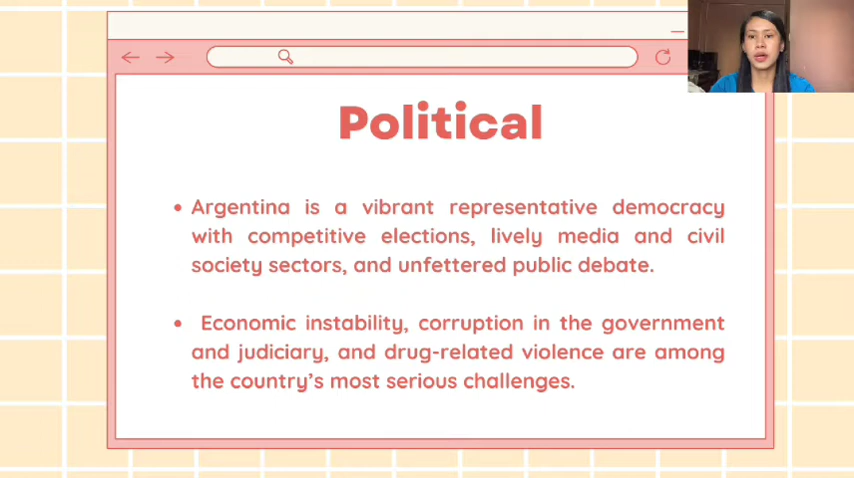 Political
• Argentina is a vibrant representative democracy
with competitive elections, lively media and civil
society sectors, and unfettered public debate.
• Economic instability, corruption in the government
and judiciary, and drug-related violence are among
the country's most serious challenges.